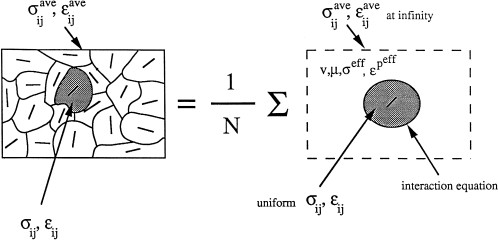 σ_ij^ave, ε_ij^ave
σ_ij, ε_ij
= 1/N Σ
σ_ij^ave, ε_ij^ave at infinity
ν,μ,σ^eff, ε^p^eff
uniform σ_ij, ε_ij
interaction equation